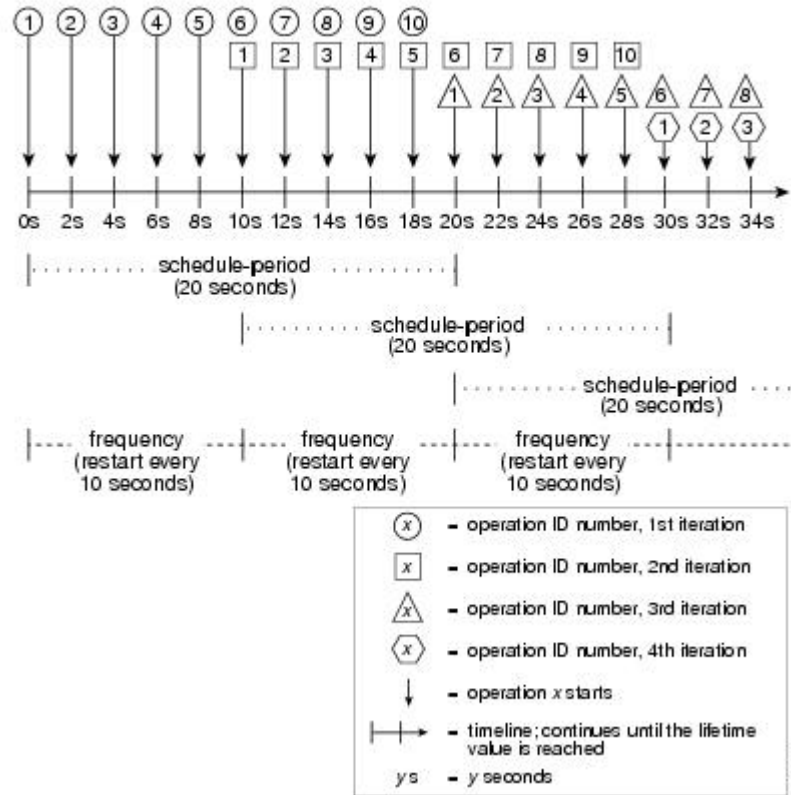 1 2 3 4 5 6 7 8 9 10
1 2 3 4 5 6 7 8 9 10
1 2 3 4 5 6 7 8
1 2 3
0s 2s 4s 6s 8s 10s 12s 14s 16s 18s 20s 22s 24s 26s 28s 30s 32s 34s
schedule-period
(20 seconds)
schedule-period
(20 seconds)
schedule-period
(20 seconds)
frequency
(restart every
10 seconds)
frequency
(restart every
10 seconds)
frequency
(restart every
10 seconds)
x = operation ID number, 1st iteration
x = operation ID number, 2nd iteration
x = operation ID number, 3rd iteration
x = operation ID number, 4th iteration
= operation x starts
= timeline; continues until the lifetime
value is reached
y s = y seconds